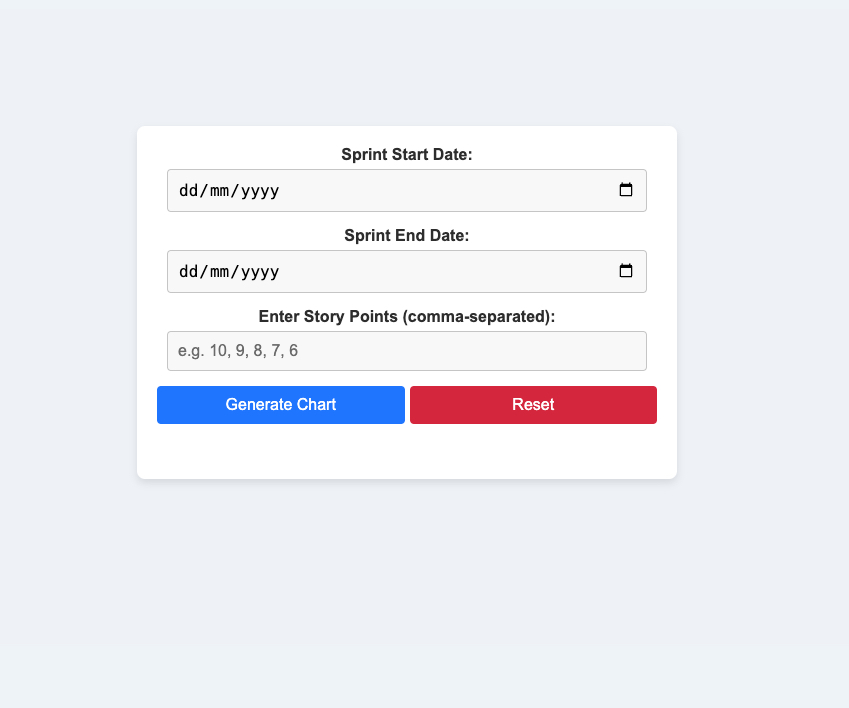 Sprint Start Date:
dd/mm/yyyy
Sprint End Date:
dd/mm/yyyy
Enter Story Points (comma-separated):
e.g. 10, 9, 8, 7, 6
Generate Chart
Reset